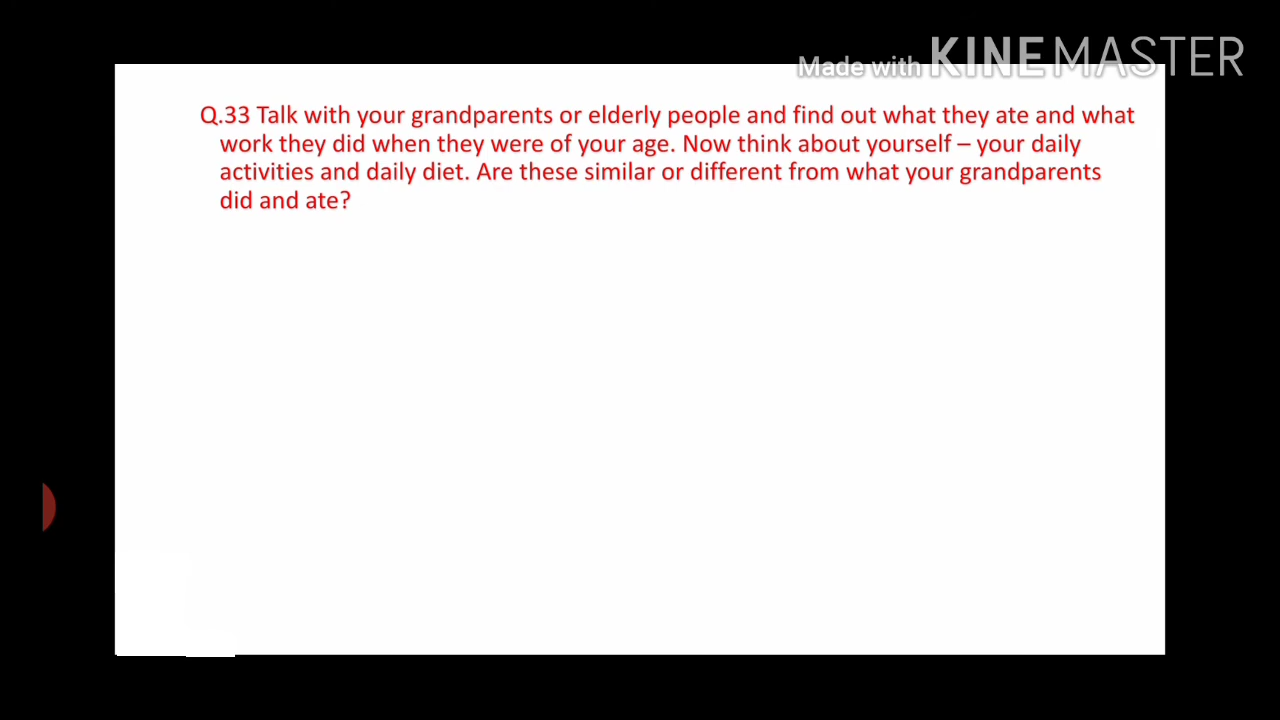 Made with KINEMASTER
Q.33 Talk with your grandparents or elderly people and find out what they ate and what
work they did when they were of your age. Now think about yourself – your daily
activities and daily diet. Are these similar or different from what your grandparents
did and ate?